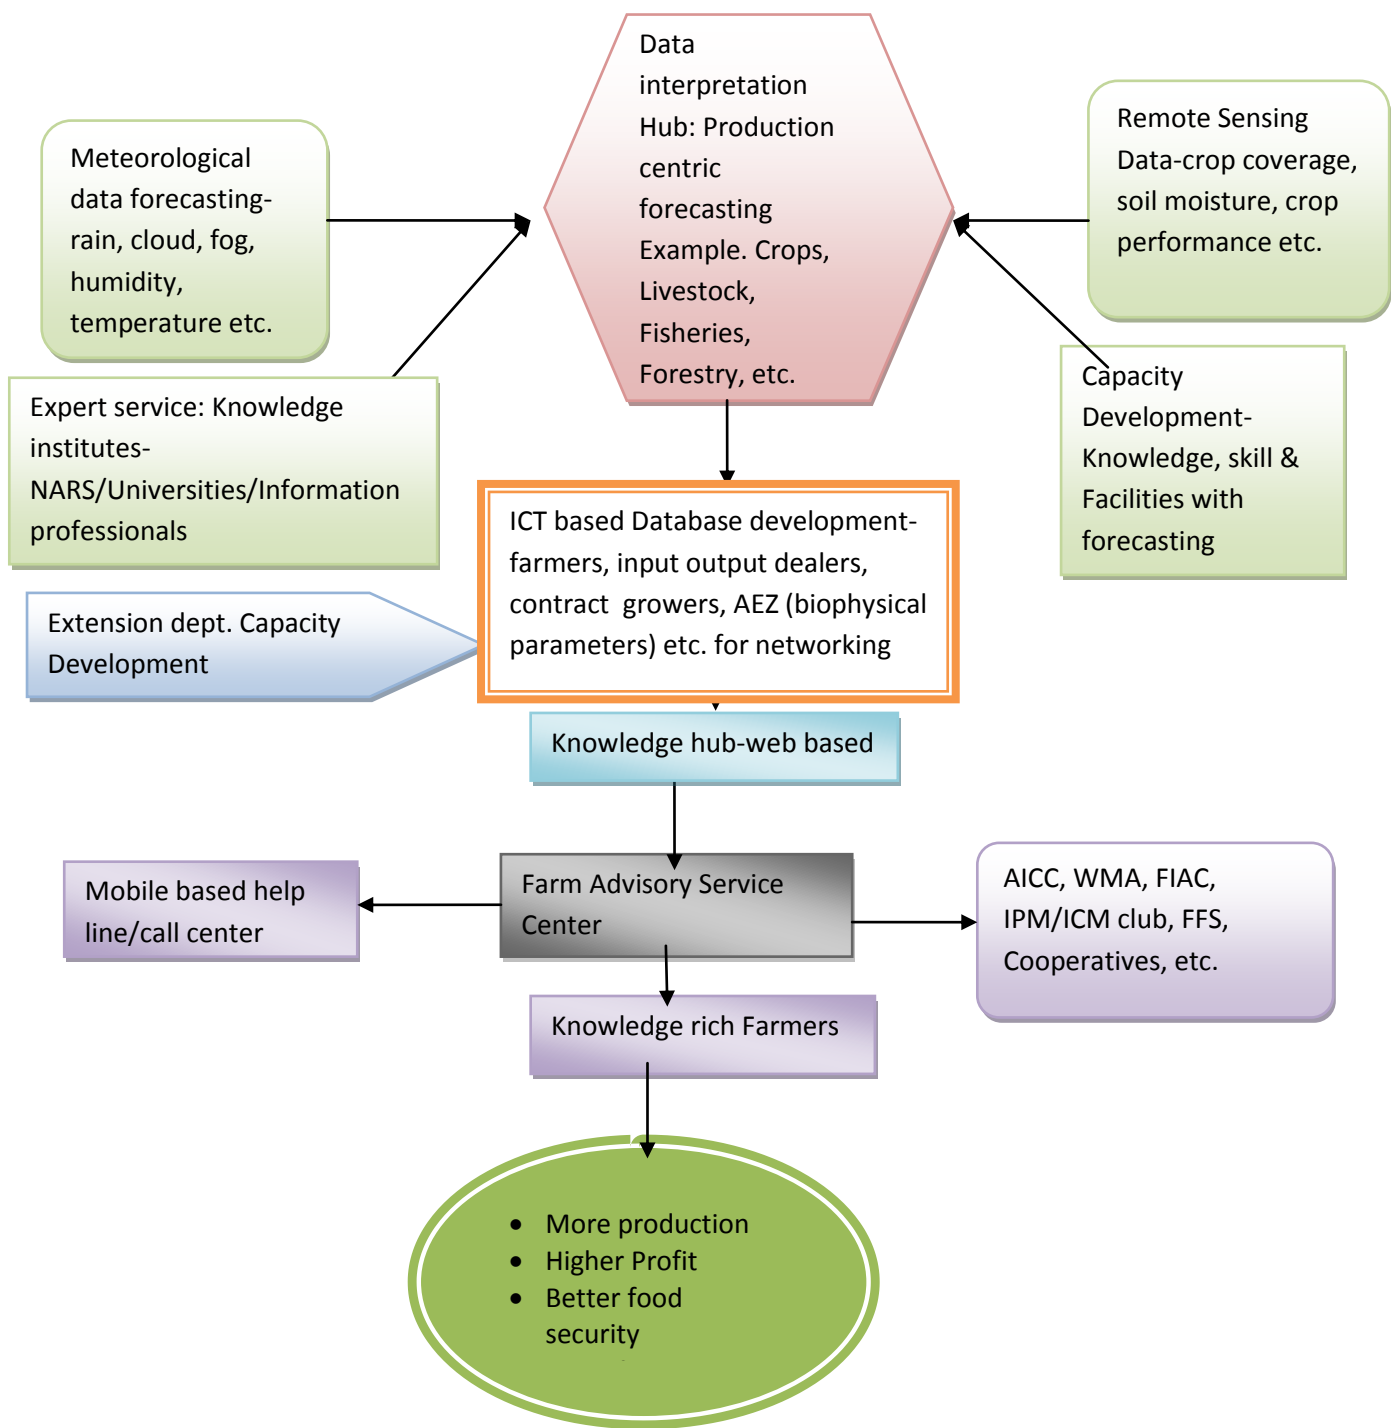 Data
interpretation
Hub: Production
centric
forecasting
Example. Crops,
Livestock,
Fisheries,
Forestry, etc.
Meteorological
data forecasting-
rain, cloud, fog,
humidity,
temperature etc.
Remote Sensing
Data-crop coverage,
soil moisture, crop
performance etc.
Expert service: Knowledge
institutes-
NARS/Universities/Information
professionals
Capacity
Development-
Knowledge, skill &
Facilities with
forecasting
ICT based Database development-
farmers, input output dealers,
contract growers, AEZ (biophysical
parameters) etc. for networking
Extension dept. Capacity
Development
Knowledge hub-web based
Mobile based help
line/call center
Farm Advisory Service
Center
AICC, WMA, FIAC,
IPM/ICM club, FFS,
Cooperatives, etc.
Knowledge rich Farmers
• More production
• Higher Profit
• Better food
security